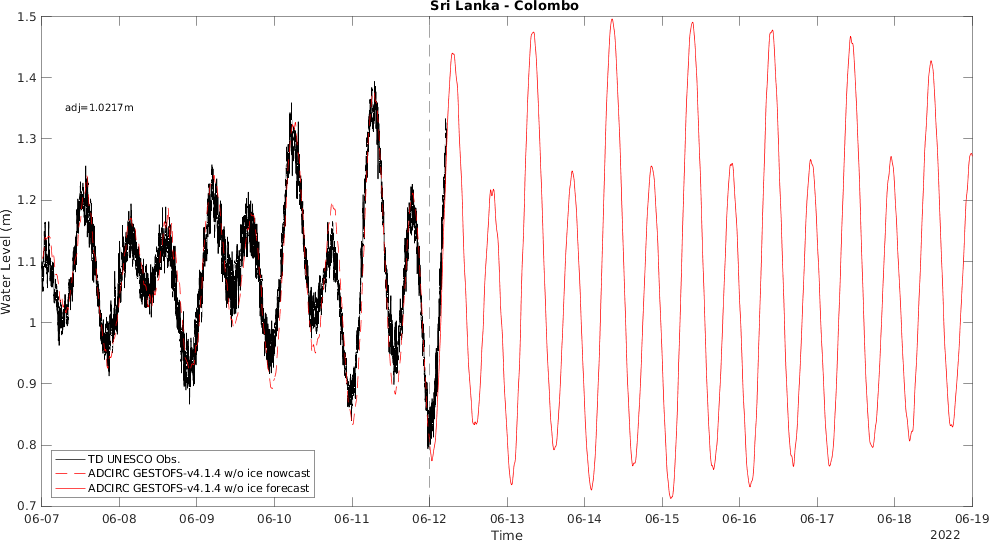 Sri Lanka - Colombo
1.5
1.4
1.3
1.2
1.1
1
0.9
0.8
0.7
Water Level (m)
adj=1.0217m
TD UNESCO Obs.
ADCIRC GESTOFS-v4.1.4 w/o ice nowcast
ADCIRC GESTOFS-v4.1.4 w/o ice forecast
06-07 06-08 06-09 06-10 06-11 06-12 06-13 06-14 06-15 06-16 06-17 06-18 06-19
Time
2022